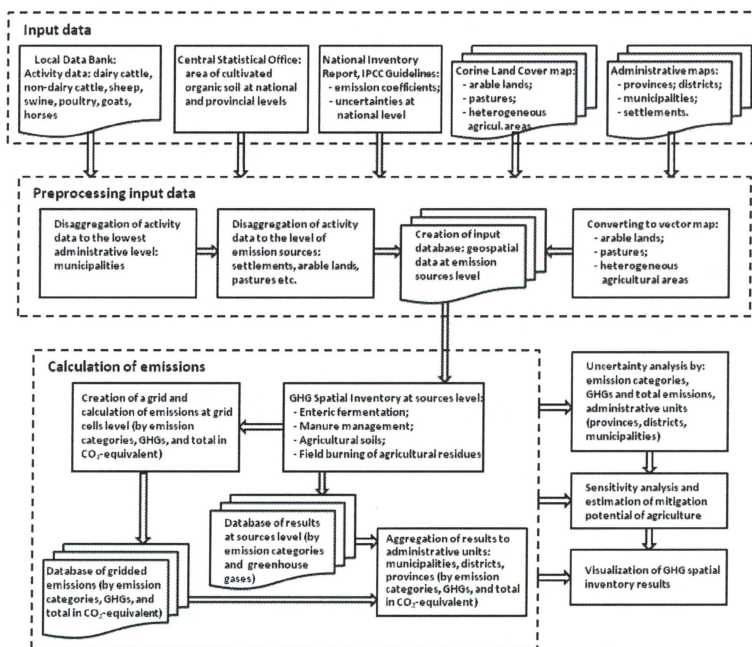 Input data
Local Data Bank:
Activity data: dairy cattle,
non-dairy cattle, sheep,
swine, poultry, goats,
horses
Central Statistical Office:
area of cultivated
organic soil at national
and provincial levels
National Inventory
Report, IPCC Guidelines:
- emission coefficients;
- uncertainties at
national level
Corine Land Cover map:
- arable lands;
- pastures;
- heterogeneous
agricul. areas
Administrative maps:
- provinces; districts;
- municipalities;
- settlements.
Preprocessing input data
Disaggregation of activity
data to the lowest
administrative level:
municipalities
Disaggregation of activity
data to the level of
emission sources:
settlements, arable lands,
pastures etc.
Creation of input
database: geospatial
data at emission
sources level
Converting to vector map:
- arable lands;
- pastures;
- heterogeneous
agricultural areas
Calculation of emissions
Creation of a grid and
calculation of emissions at grid
cells level (by emission
categories, GHGs, and total in
CO₂-equivalent)
GHG Spatial Inventory at sources level:
- Enteric fermentation;
- Manure management;
- Agricultural soils;
- Field burning of agricultural residues
Uncertainty analysis by:
emission categories,
GHGs and total emissions,
administrative units
(provinces, districts,
municipalities)
Database of results
at sources level (by
emission categories
and greenhouse
gases)
Sensitivity analysis and
estimation of mitigation
potential of agriculture
Database of gridded
emissions (by emission
categories, GHGs, and
total in CO₂-equivalent)
Aggregation of results to
administrative units:
municipalities, districts,
provinces (by emission
categories, GHGs, and total
in CO₂-equivalent)
Visualization of GHG spatial
inventory results